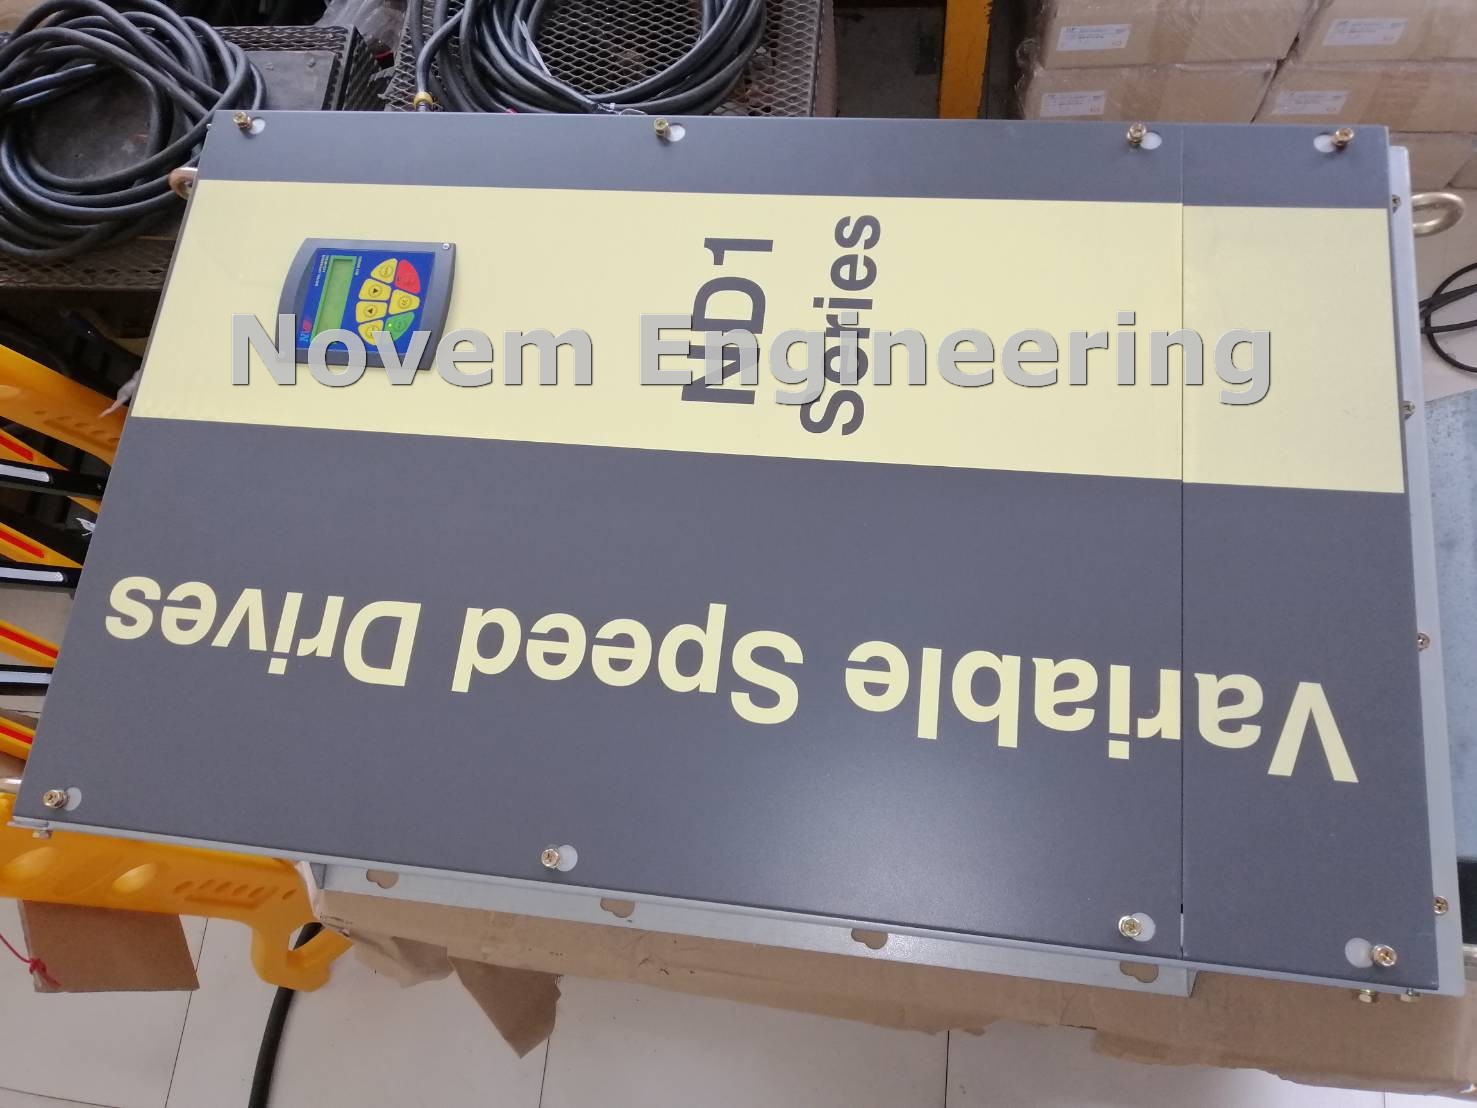 ND1
Series
Variable Speed Drives
Novem Engineering